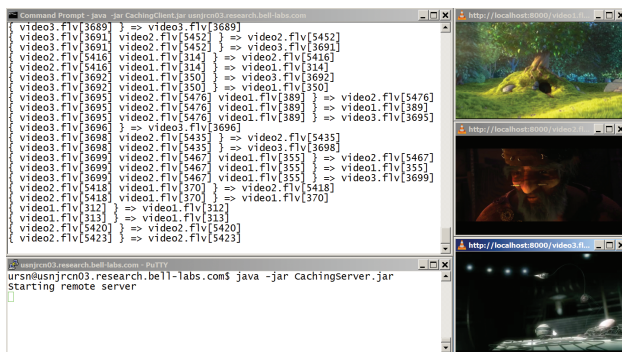 Command Prompt - java -jar CachingClient.jar usnjrcn03.research.bell-labs.com
{ video3.flv[3689] } => video3.flv[3689]
{ video3.flv[3691] video2.flv[5452] } => video2.flv[5452]
{ video3.flv[3691] video2.flv[5452] } => video3.flv[3691]
{ video2.flv[5416] video1.flv[314] } => video2.flv[5416]
{ video2.flv[5416] video1.flv[314] } => video1.flv[314]
{ video3.flv[3692] video1.flv[350] } => video3.flv[3692]
{ video3.flv[3692] video1.flv[350] } => video1.flv[350]
{ video3.flv[3695] video2.flv[5476] video1.flv[389] } => video2.flv[5476]
{ video3.flv[3695] video2.flv[5476] video1.flv[389] } => video1.flv[389]
{ video3.flv[3695] video2.flv[5476] video1.flv[389] } => video3.flv[3695]
{ video3.flv[3696] } => video3.flv[3696]
{ video3.flv[3698] video2.flv[5435] } => video2.flv[5435]
{ video3.flv[3698] video2.flv[5435] } => video3.flv[3698]
{ video3.flv[3699] video2.flv[5467] video1.flv[355] } => video2.flv[5467]
{ video3.flv[3699] video2.flv[5467] video1.flv[355] } => video1.flv[355]
{ video3.flv[3699] video2.flv[5467] video1.flv[355] } => video3.flv[3699]
{ video2.flv[5418] video1.flv[370] } => video2.flv[5418]
{ video2.flv[5418] video1.flv[370] } => video1.flv[370]
{ video1.flv[312] } => video1.flv[312]
{ video1.flv[313] } => video1.flv[313]
{ video2.flv[5420] } => video2.flv[5420]
{ video2.flv[5423] } => video2.flv[5423]
usnjrcn03.research.bell-labs.com - PuTTY
ursn@usnjrcn03.research.bell-labs.com$ java -jar CachingServer.jar
Starting remote server
http://localhost:8000/video1.fl...
http://localhost:8000/video2.fl...
http://localhost:8000/video3.fl...